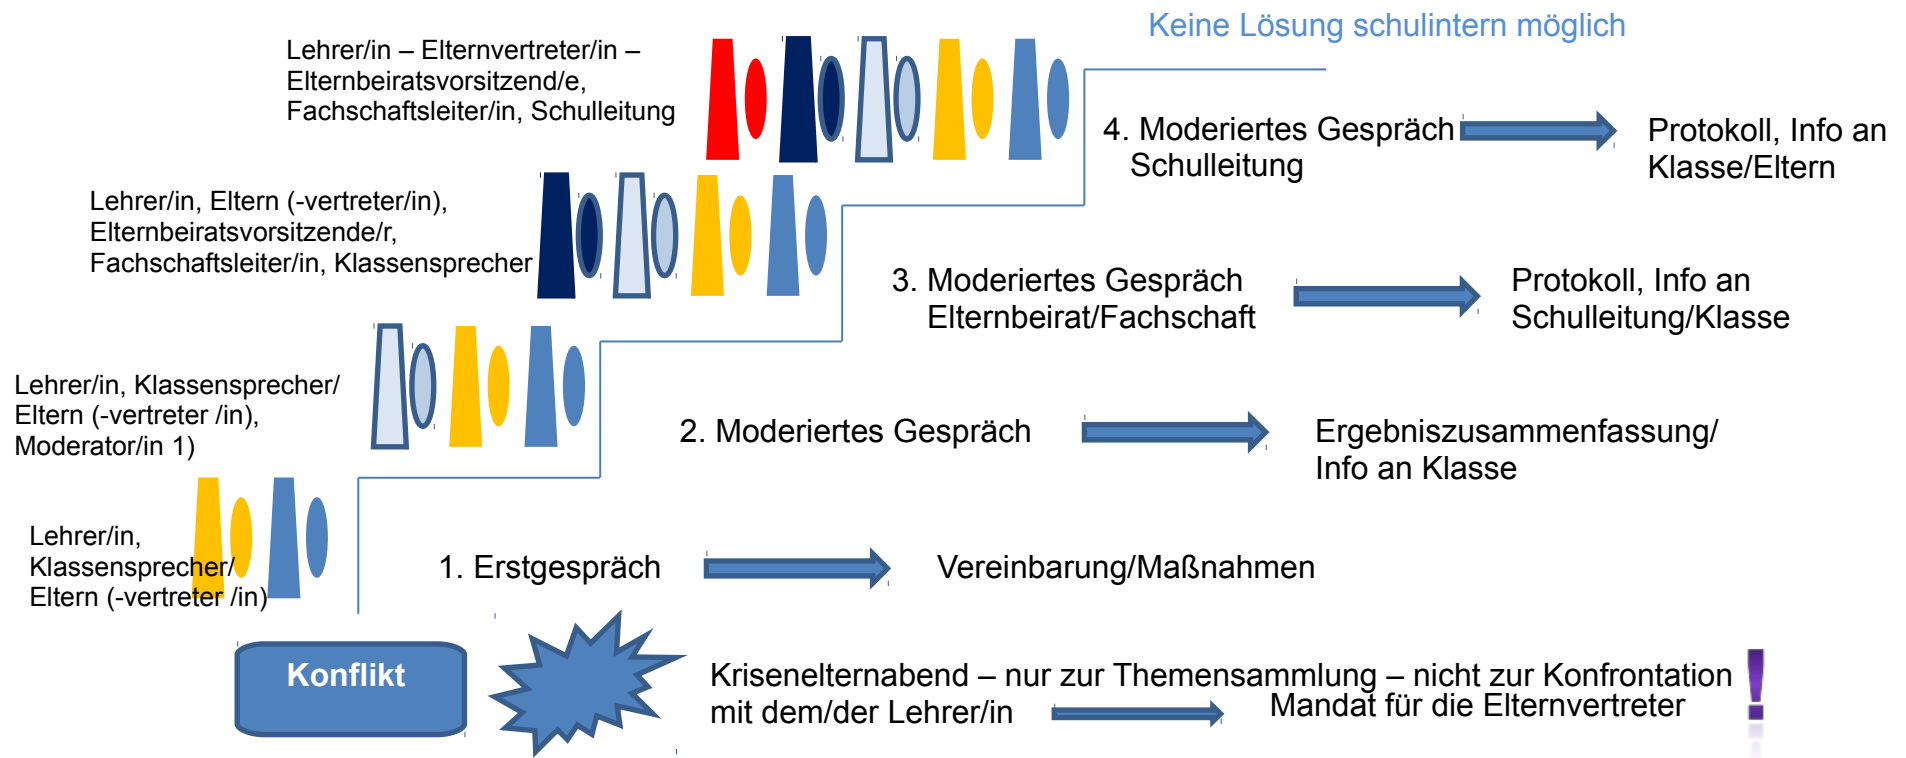 Keine Lösung schulintern möglich
Lehrer/in – Elternvertreter/in –
Elternbeiratsvorsitzend/e,
Fachschaftsleiter/in, Schulleitung
4. Moderiertes Gespräch
Schulleitung
Protokoll, Info an
Klasse/Eltern
Lehrer/in, Eltern (-vertreter/in),
Elternbeiratsvorsitzende/r,
Fachschaftsleiter/in, Klassensprecher
3. Moderiertes Gespräch
Elternbeirat/Fachschaft
Protokoll, Info an
Schulleitung/Klasse
Lehrer/in, Klassensprecher/
Eltern (-vertreter /in),
Moderator/in 1)
2. Moderiertes Gespräch
Ergebniszusammenfassung/
Info an Klasse
Lehrer/in,
Klassensprecher/
Eltern (-vertreter /in)
1. Erstgespräch
Vereinbarung/Maßnahmen
Konflikt
Krisenelternabend – nur zur Themensammlung – nicht zur Konfrontation
mit dem/der Lehrer/in
Mandat für die Elternvertreter
!